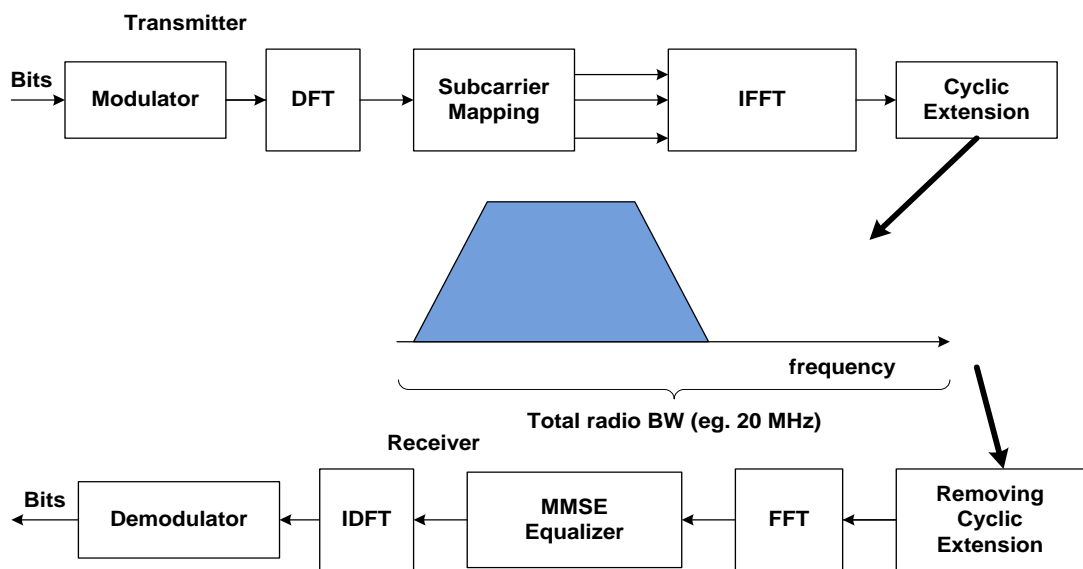 Transmitter
Bits
Modulator
DFT
Subcarrier
Mapping
IFFT
Cyclic
Extension
frequency
Total radio BW (eg. 20 MHz)
Receiver
Bits
Demodulator
IDFT
MMSE
Equalizer
FFT
Removing
Cyclic
Extension